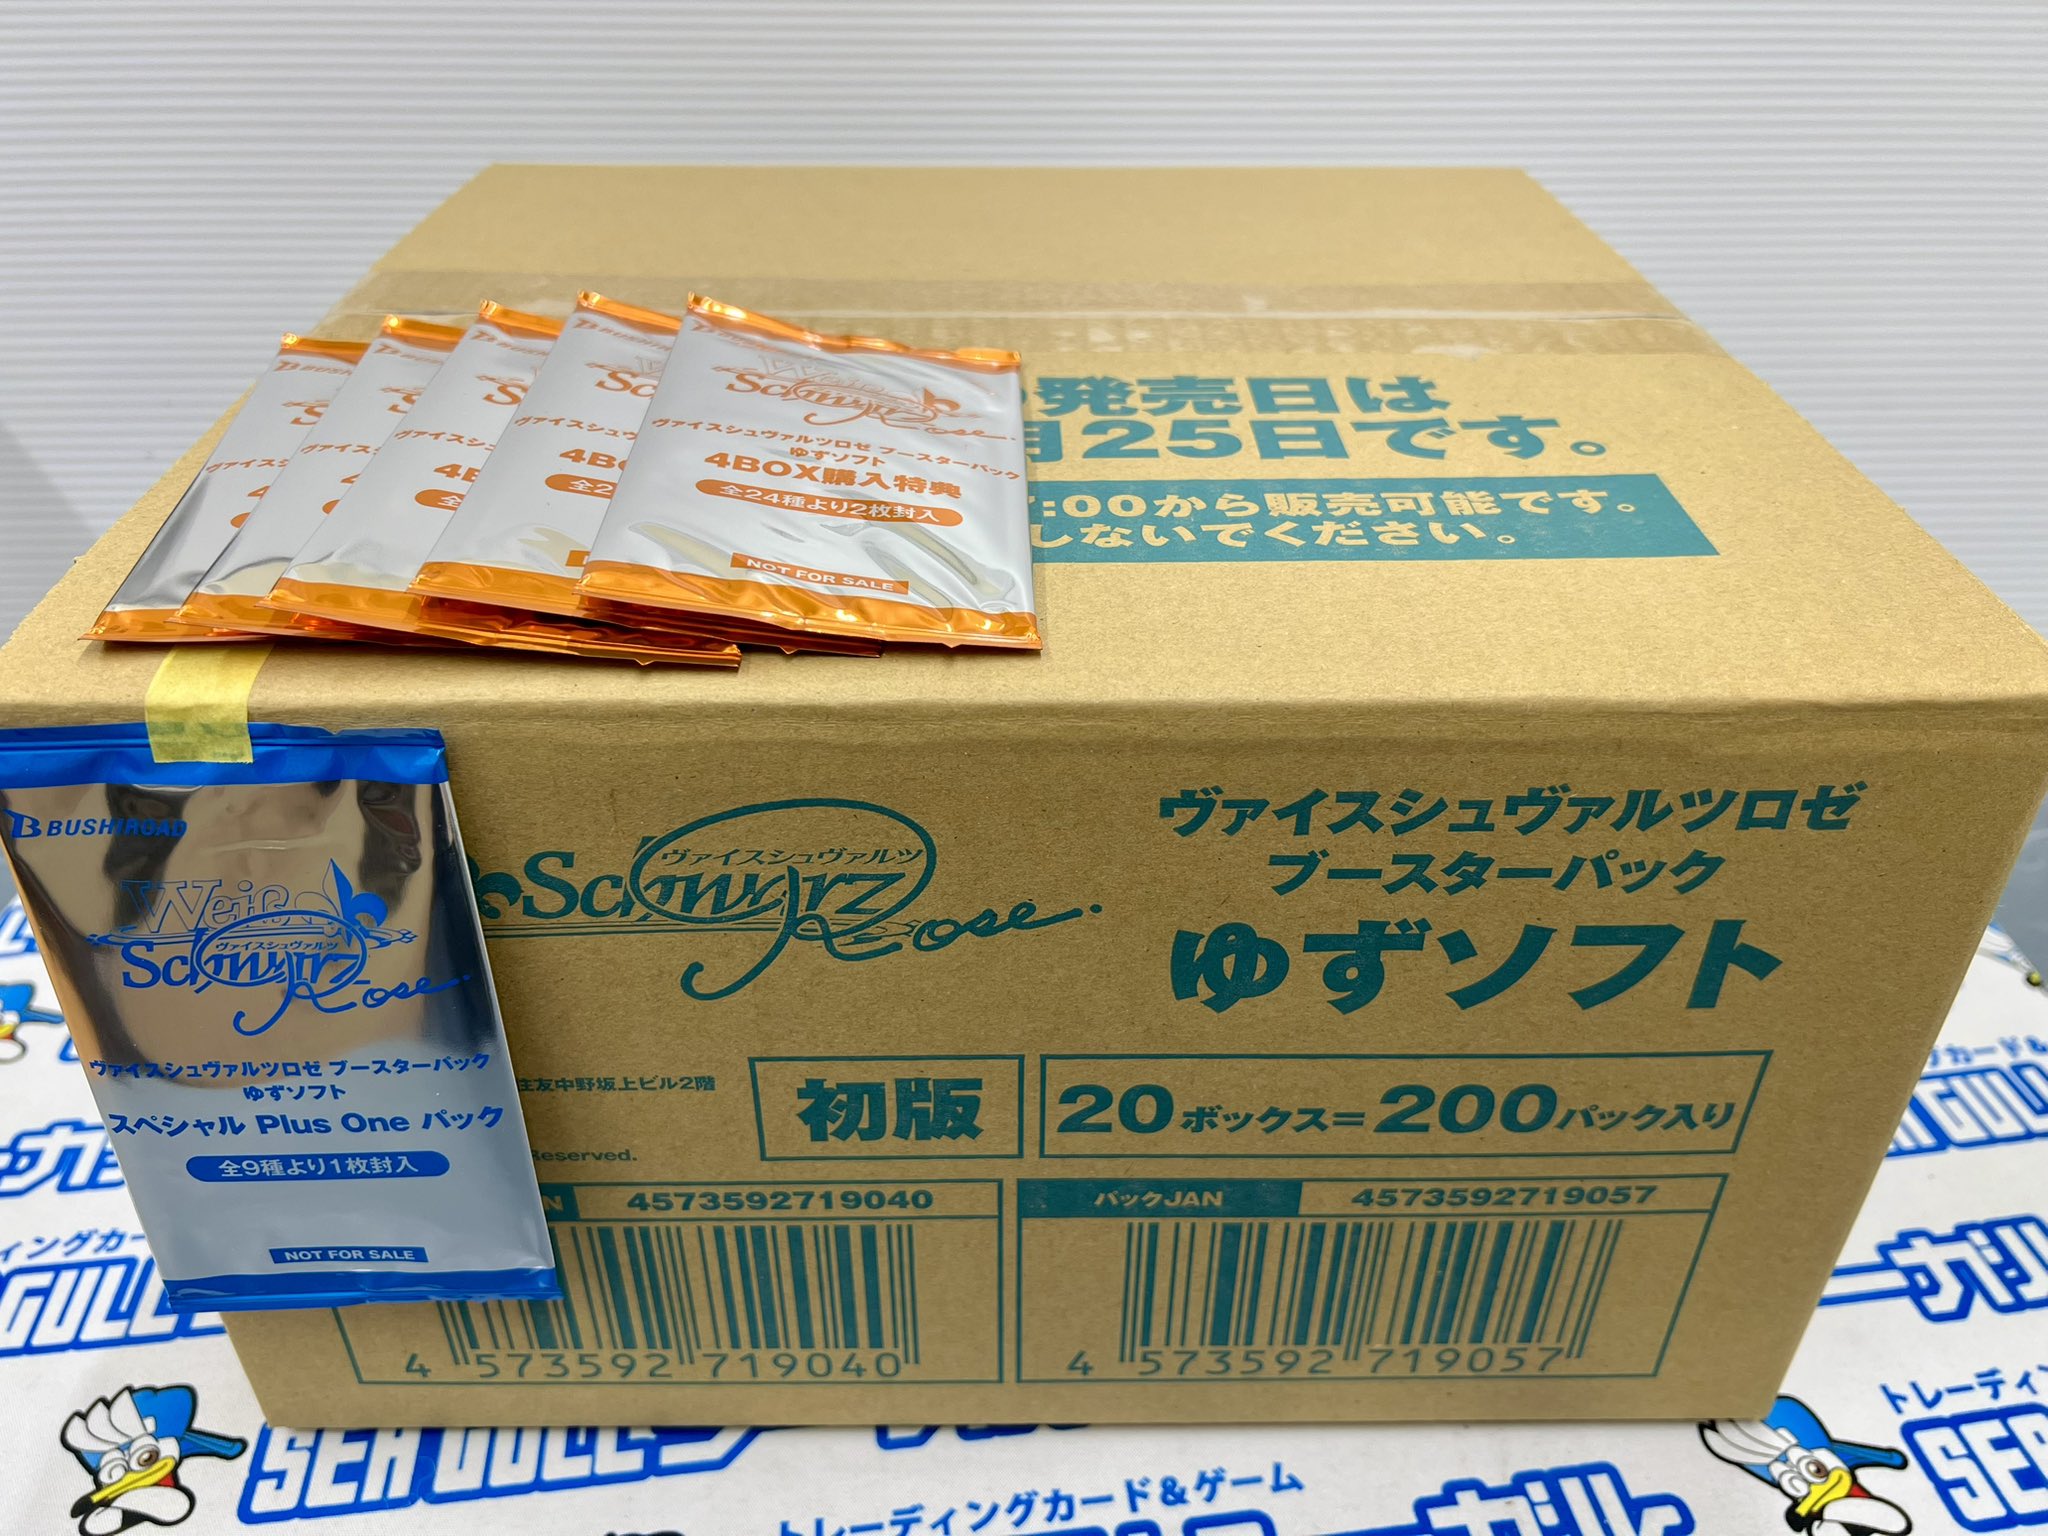 発売日は
月25日です。
:00から販売可能です。
しないでください。
BUSHIROAD
Weiß
Schwarz
Rose
ヴァイスシュヴァルツロゼ ブースターパック
ゆずソフト
4BOX購入特典
全24種より2枚封入
NOT FOR SALE
BUSHIROAD
Weiß
ヴァイスシュヴァルツ
Schwarz
Rose
ヴァイスシュヴァルツロゼ ブースターパック
ゆずソフト
スペシャル Plus One パック
全9種より1枚封入
NOT FOR SALE
ヴァイスシュヴァルツ
Schwarz
Rose
ヴァイスシュヴァルツロゼ
ブースターパック
ゆずソフト
住友中野坂上ビル2階
Reserved.
初版
20ボックス=200パック入り
4573592719040
4 573592 719040
パックJAN 4573592719057
4 573592 719057
SEAGULL
トレーディングカード&ゲーム